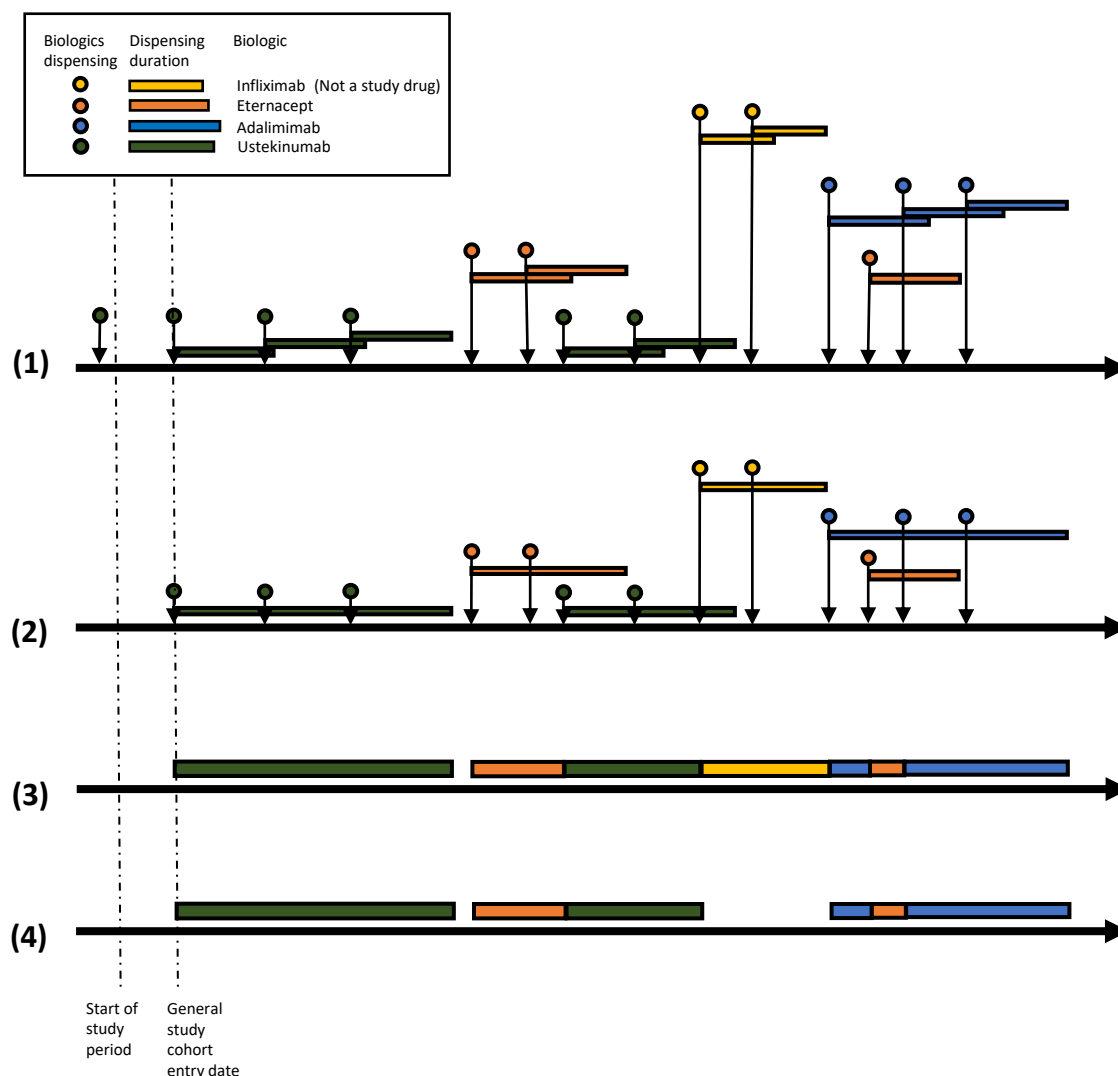 Biologics dispensing
Dispensing duration
Biologic
Infliximab (Not a study drug)
Eternacept
Adalimimab
Ustekinumab
(1)
(2)
(3)
(4)
Start of
study
period
General
study
cohort
entry date